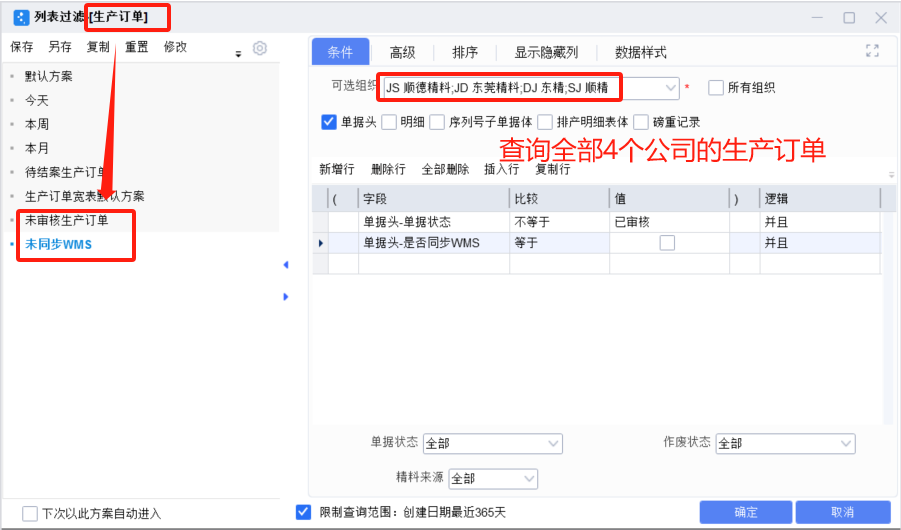 列表过滤-[生产订单]
保存 另存 复制 重置 修改
默认方案
今天
本周
本月
待结案生产订单
生产订单宽表默认方案
未审核生产订单
未同步WMS
下次以此方案自动进入
条件 高级 排序 显示隐藏列 数据样式
可选组织 JS 顺德精料;JD 东莞精料;DJ 东精;SJ 顺精 * 所有组织
单据头 明细 序列号子单据体 排产明细表体 磅重记录
查询全部4个公司的生产订单
新增行 删除行 全部删除 插入行 复制行
( 字段 比较 值 ) 逻辑
单据头-单据状态 不等于 已审核 并且
单据头-是否同步WMS 等于 并且
单据状态 全部 作废状态 全部
精料来源 全部
限制查询范围：创建日期最近365天 确定 取消